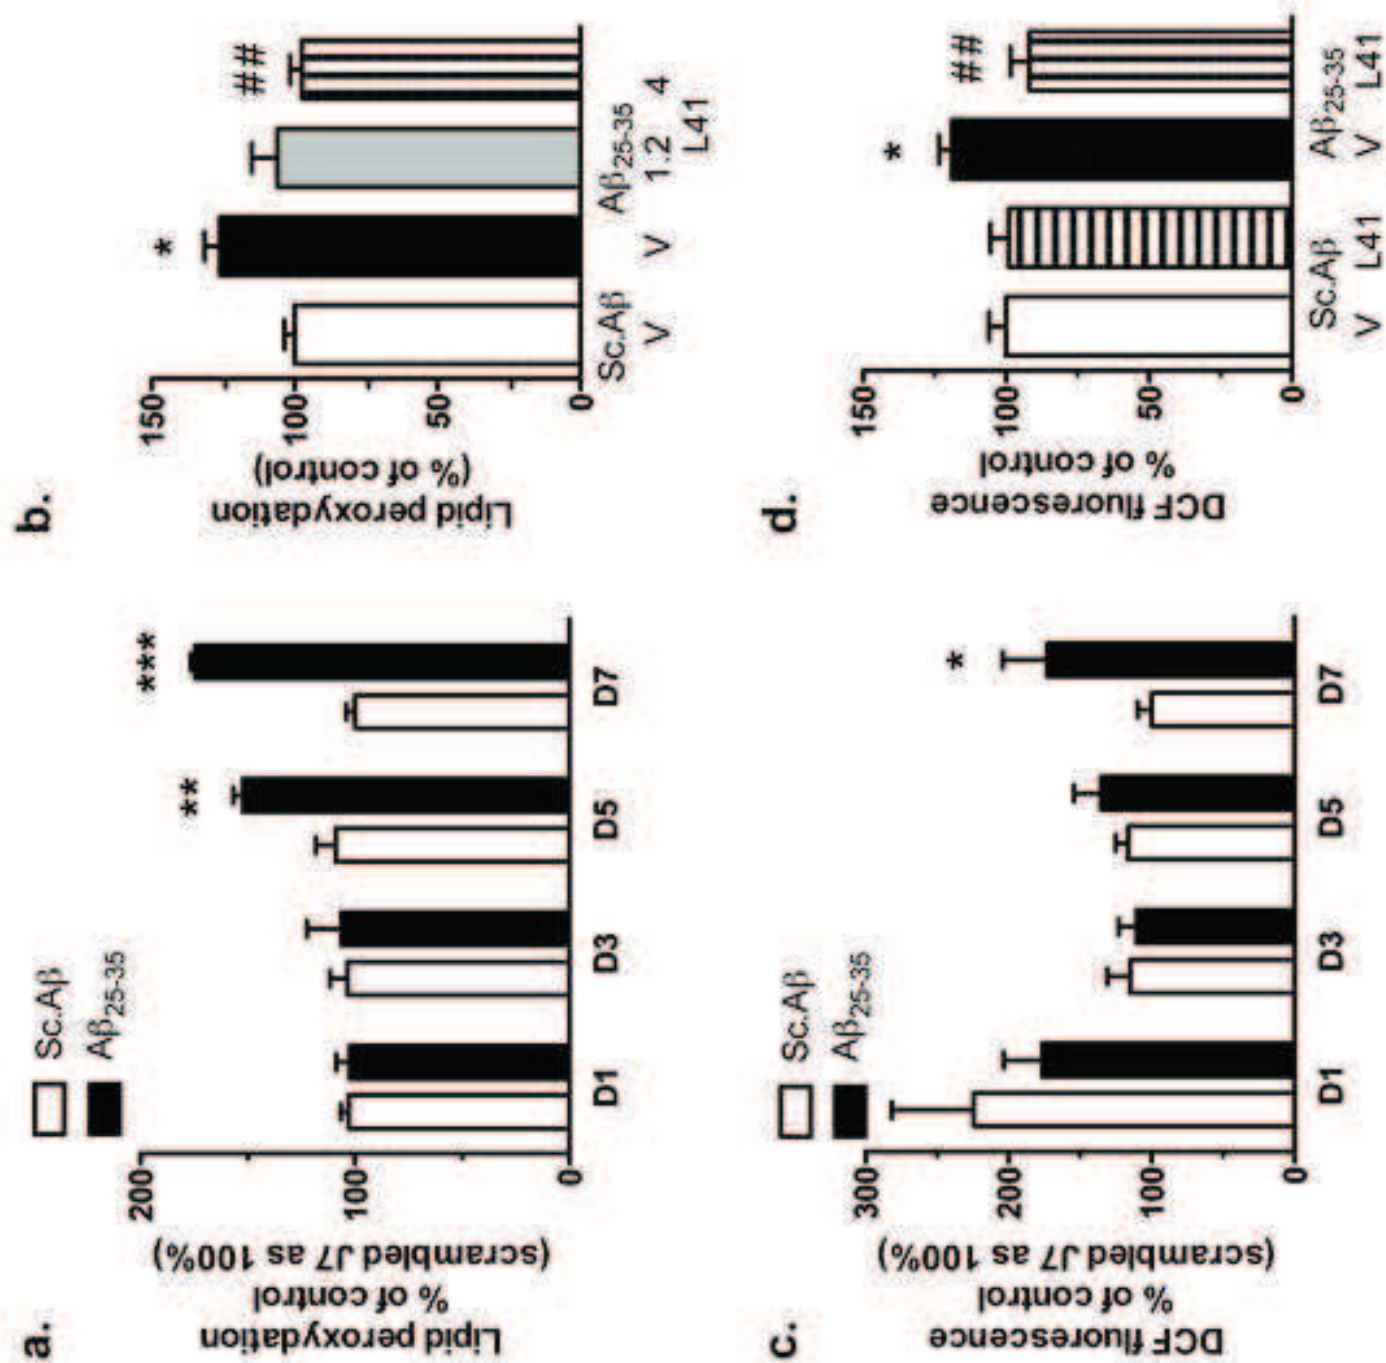 a.
Lipid peroxydation
% of control
(scrambled J7 as 100%)
200
100
0
Sc.Aβ
Aβ25-35
**
***
D1
D3
D5
D7
b.
Lipid peroxydation
(% of control)
150
100
50
0
*
##
Sc.Aβ
Aβ25-35
V
V
1.2
4
L41
c.
DCF fluorescence
% of control
(scrambled J7 as 100%)
300
200
100
0
Sc.Aβ
Aβ25-35
*
D1
D3
D5
D7
d.
DCF fluorescence
% of control
150
100
50
0
*
##
Sc.Aβ
Aβ25-35
V
L41
V
L41